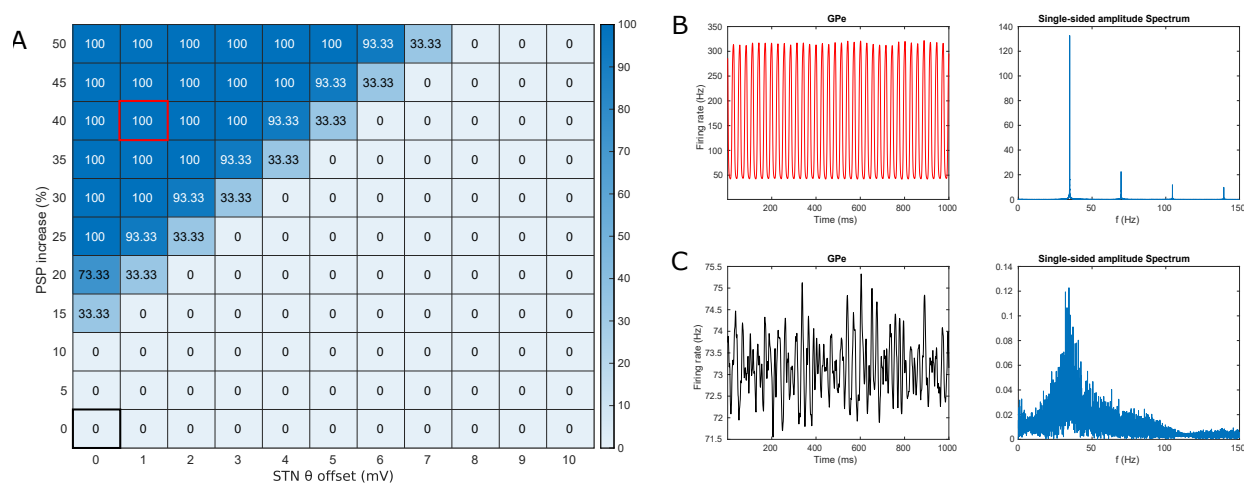 A
PSP increase (%)
50 100 100 100 100 100 100 93.33 33.33 0 0 0
45 100 100 100 100 100 93.33 33.33 0 0 0 0
40 100 100 100 100 93.33 33.33 0 0 0 0 0
35 100 100 100 93.33 33.33 0 0 0 0 0 0
30 100 100 93.33 33.33 0 0 0 0 0 0 0
25 100 93.33 33.33 0 0 0 0 0 0 0 0
20 73.33 33.33 0 0 0 0 0 0 0 0 0
15 33.33 0 0 0 0 0 0 0 0 0 0
10 0 0 0 0 0 0 0 0 0 0 0
5 0 0 0 0 0 0 0 0 0 0 0
0 0 0 0 0 0 0 0 0 0 0 0
0 1 2 3 4 5 6 7 8 9 10
STN θ offset (mV)
100
90
80
70
60
50
40
30
20
10
0
B
GPe
Firing rate (Hz)
350
300
250
200
150
100
50
200 400 600 800 1000
Time (ms)
Single-sided amplitude Spectrum
140
120
100
80
60
40
20
0
0 50 100 150
f (Hz)
C
GPe
Firing rate (Hz)
75.5
75
74.5
74
73.5
73
72.5
72
71.5
200 400 600 800 1000
Time (ms)
Single-sided amplitude Spectrum
0.14
0.12
0.1
0.08
0.06
0.04
0.02
0
0 50 100 150
f (Hz)